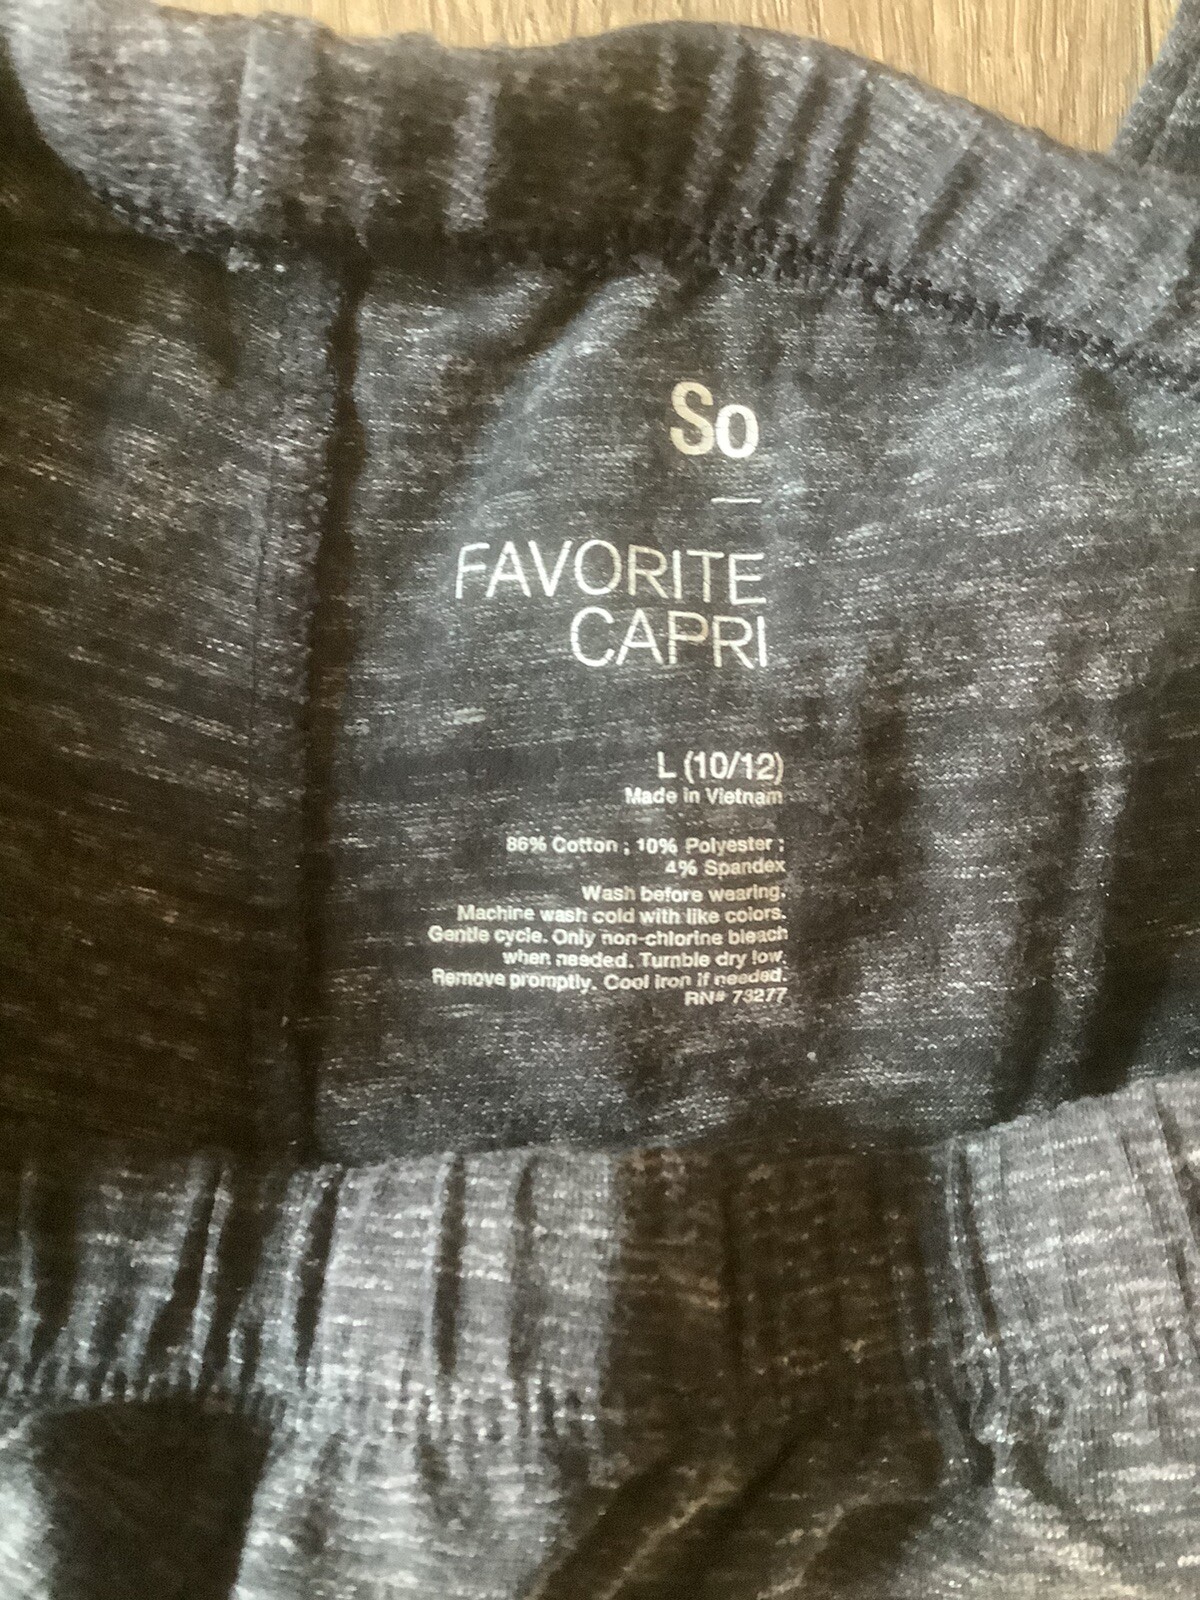 So
FAVORITE
CAPRI
L (10/12)
Made in Vietnam
86% Cotton ; 10% Polyester ;
4% Spandex
Wash before wearing.
Machine wash cold with like colors.
Gentle cycle. Only non-chlorine bleach
when needed. Tumble dry low.
Remove promptly. Cool iron if needed.
RN# 73277